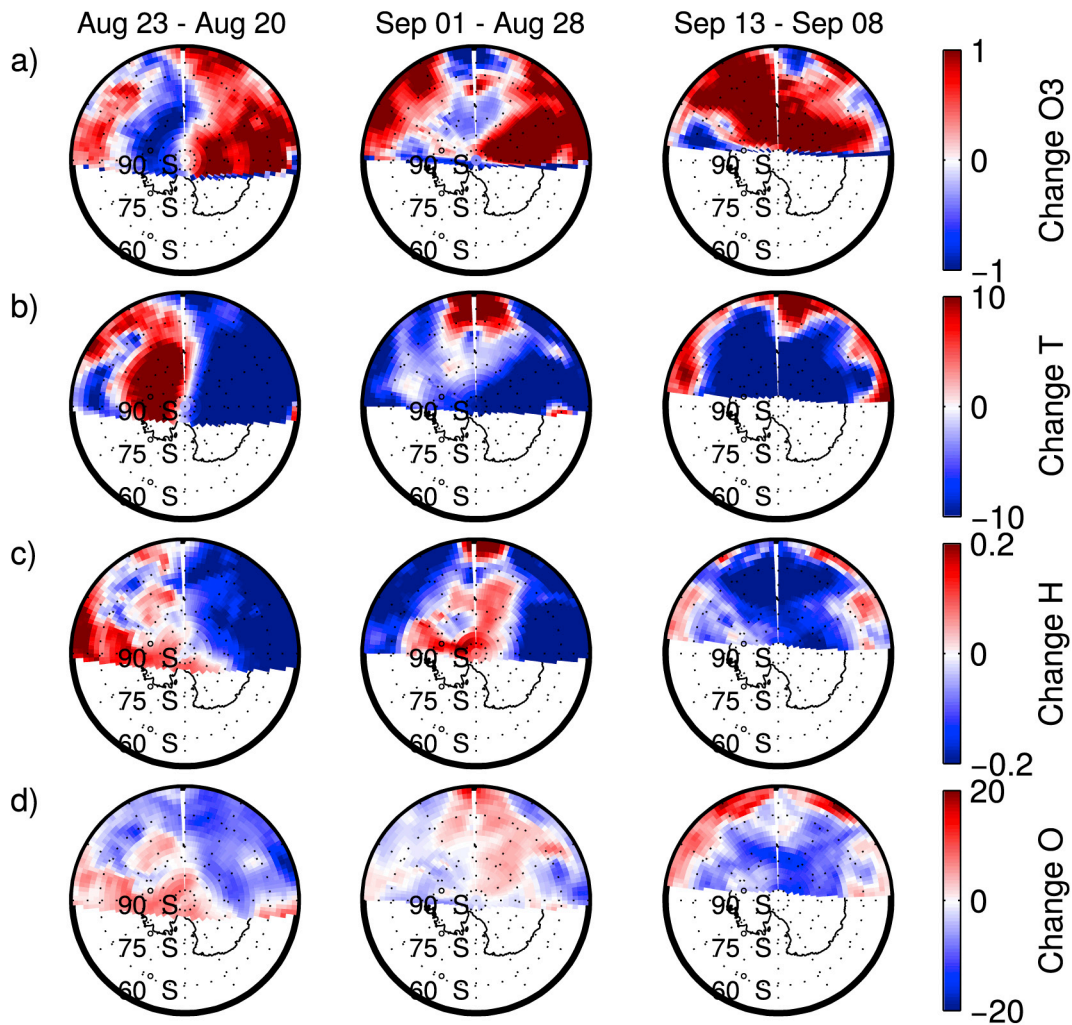 Aug 23 - Aug 20 Sep 01 - Aug 28 Sep 13 - Sep 08
a)
90° S 90° S 90° S
75° S 75° S 75° S
60° S 60° S 60° S
1
0
−1
Change O3
b)
90° S 90° S 90° S
75° S 75° S 75° S
60° S 60° S 60° S
10
0
−10
Change T
c)
90° S 90° S 90° S
75° S 75° S 75° S
60° S 60° S 60° S
0.2
0
−0.2
Change H
d)
90° S 90° S 90° S
75° S 75° S 75° S
60° S 60° S 60° S
20
0
−20
Change O